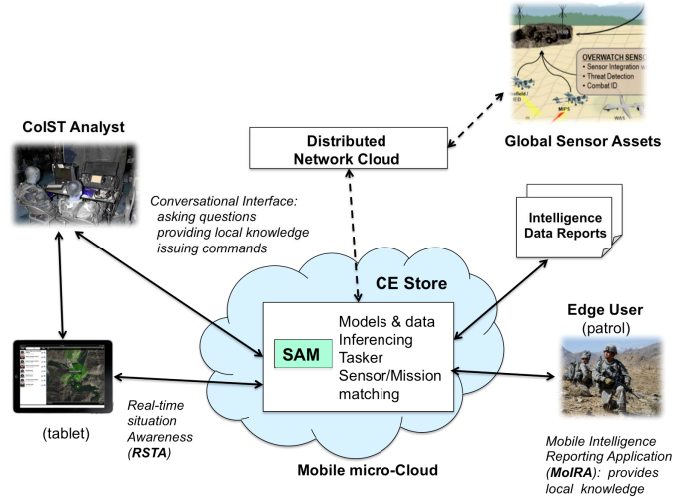 OVERWATCH SENSO
• Sensor Integration w
• Threat Detection
• Combat ID
WAS
Global Sensor Assets
CoIST Analyst
Distributed
Network Cloud
Conversational Interface:
asking questions
providing local knowledge
issuing commands
Intelligence
Data Reports
CE Store
SAM
Models & data
Inferencing
Tasker
Sensor/Mission
matching
Edge User
(patrol)
(tablet)
Real-time
situation
Awareness
(RSTA)
Mobile micro-Cloud
Mobile Intelligence
Reporting Application
(MoIRA): provides
local knowledge